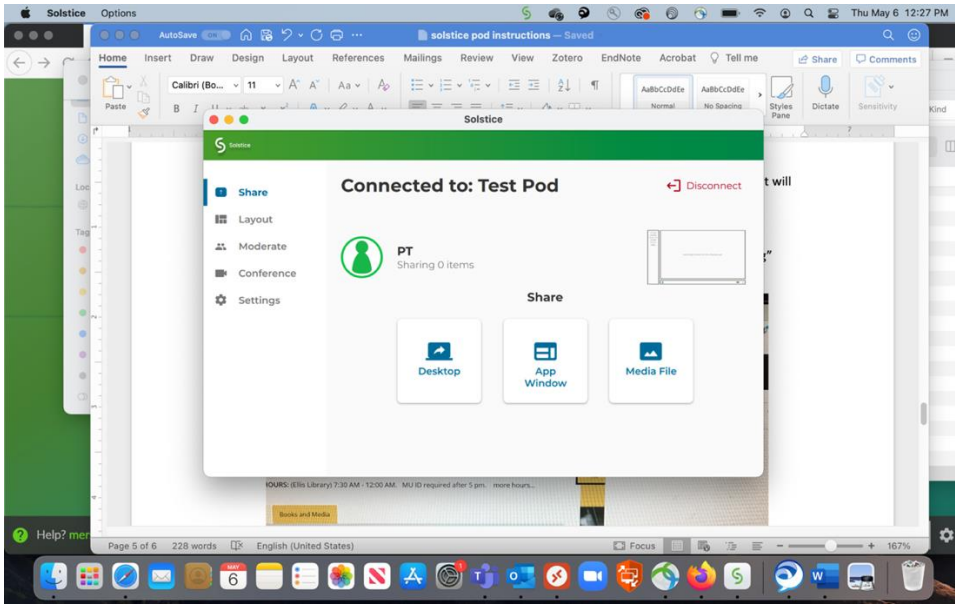 Solstice Options
Thu May 6 12:27 PM
AutoSave ON
solstice pod instructions — Saved
Home Insert Draw Design Layout References Mailings Review View Zotero EndNote Acrobat Tell me
Share Comments
Calibri (Bo... 11
Paste
AaBbCcDdEe AaBbCcDdEe
Normal No Spacing
Styles Pane
Dictate
Sensitivity
Kind
Solstice
Solstice
Share
Layout
Moderate
Conference
Settings
Connected to: Test Pod
Disconnect
PT
Sharing 0 items
Share
Desktop
App
Window
Media File
t will
Loc
Tag
HOURS: (Ellis Library) 7:30 AM - 12:00 AM. MU ID required after 5 pm. more hours...
Books and Media
Help? mer
Page 5 of 6 228 words English (United States)
Focus 167%
MAY
6